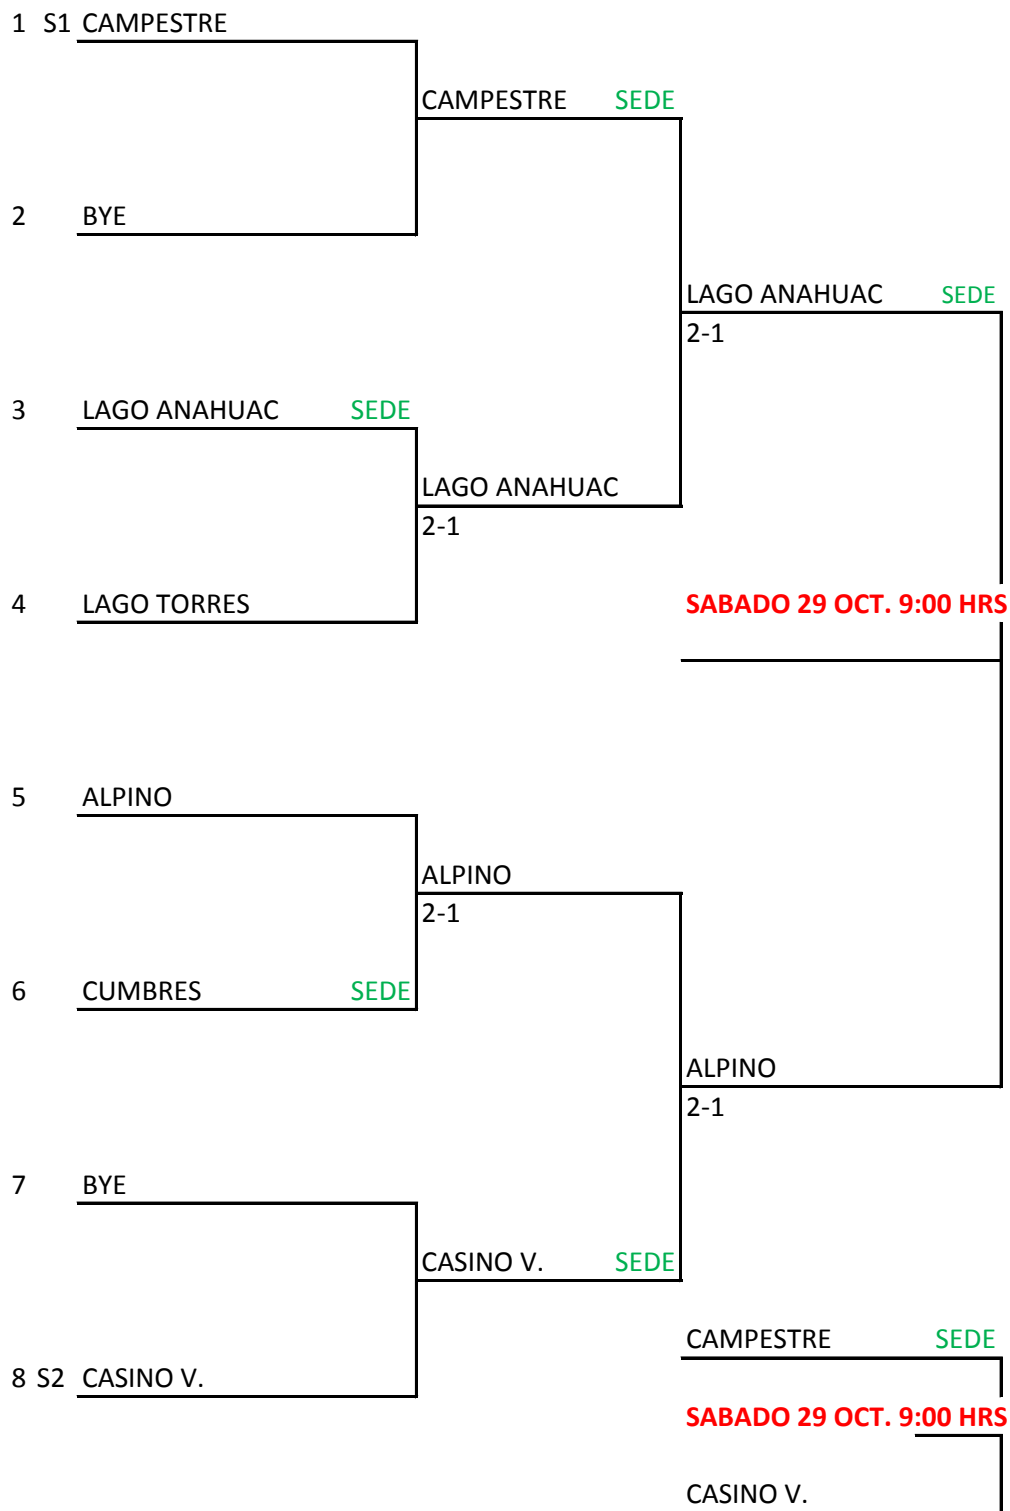 1 S1 CAMPESTRE
CAMPESTRE SEDE
2 BYE
LAGO ANAHUAC SEDE
2-1
3 LAGO ANAHUAC SEDE
LAGO ANAHUAC
2-1
4 LAGO TORRES
SABADO 29 OCT. 9:00 HRS
5 ALPINO
ALPINO
2-1
6 CUMBRES SEDE
ALPINO
2-1
7 BYE
CASINO V. SEDE
CAMPESTRE SEDE
8 S2 CASINO V.
SABADO 29 OCT. 9:00 HRS
CASINO V.